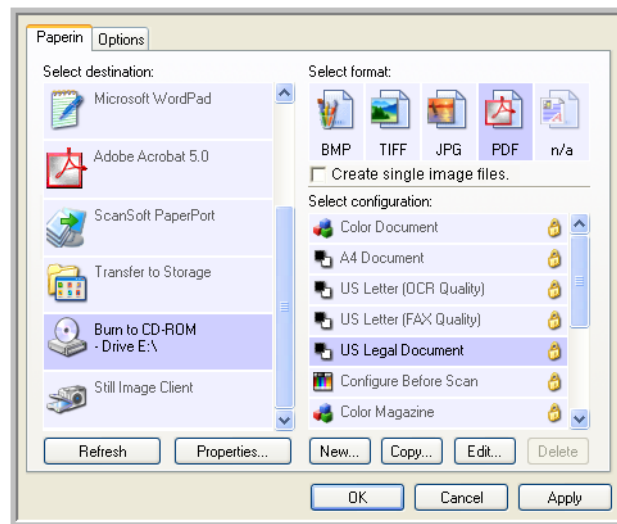 Paperin Options
Select destination:
Microsoft WordPad
Adobe Acrobat 5.0
ScanSoft PaperPort
Transfer to Storage
Burn to CD-ROM
- Drive E:\
Still Image Client
Refresh Properties...
Select format:
BMP TIFF JPG PDF n/a
Create single image files.
Select configuration:
Color Document
A4 Document
US Letter (OCR Quality)
US Letter (FAX Quality)
US Legal Document
Configure Before Scan
Color Magazine
New... Copy... Edit... Delete
OK Cancel Apply